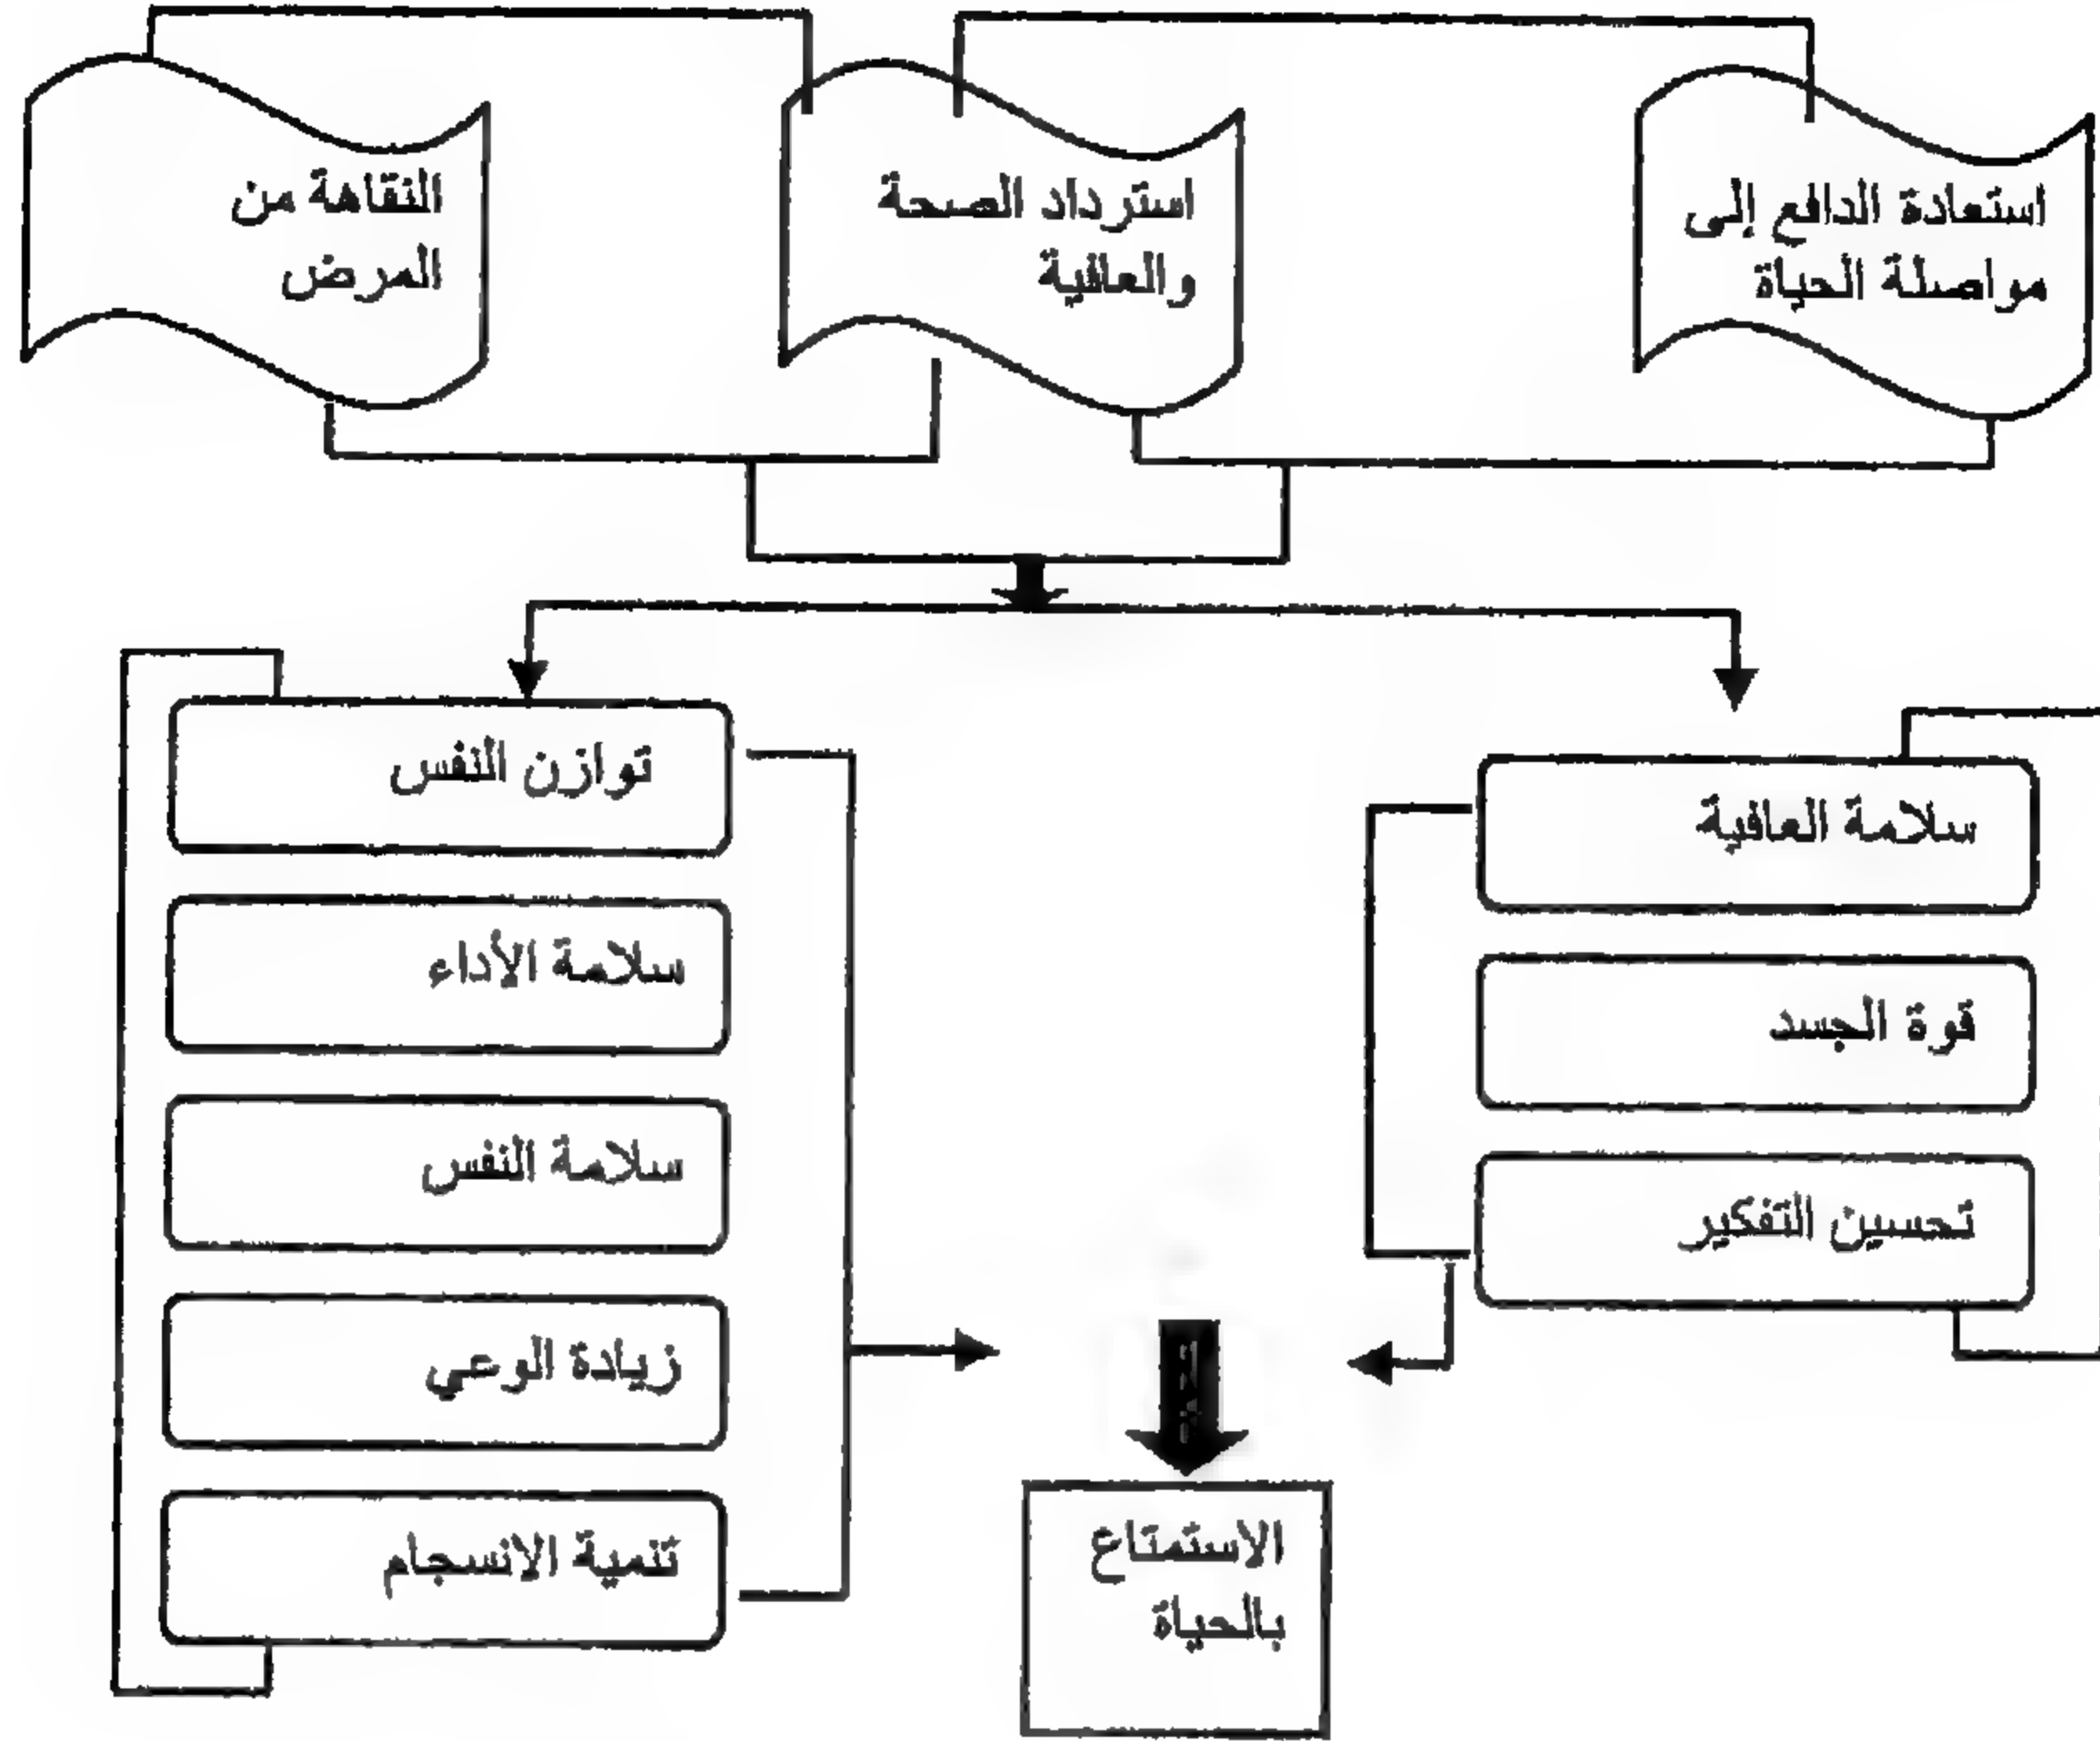 استعادة الدافع إلى
مواصلة الحياة
استرداد الصحة
والعافية
النقاهة من
المرض
سلامة العافية
قوة الجسد
تحسين التفكير
توازن النفس
سلامة الأداء
سلامة النفس
زيادة الوعي
تنمية الانسجام
الاستمتاع
بالحياة